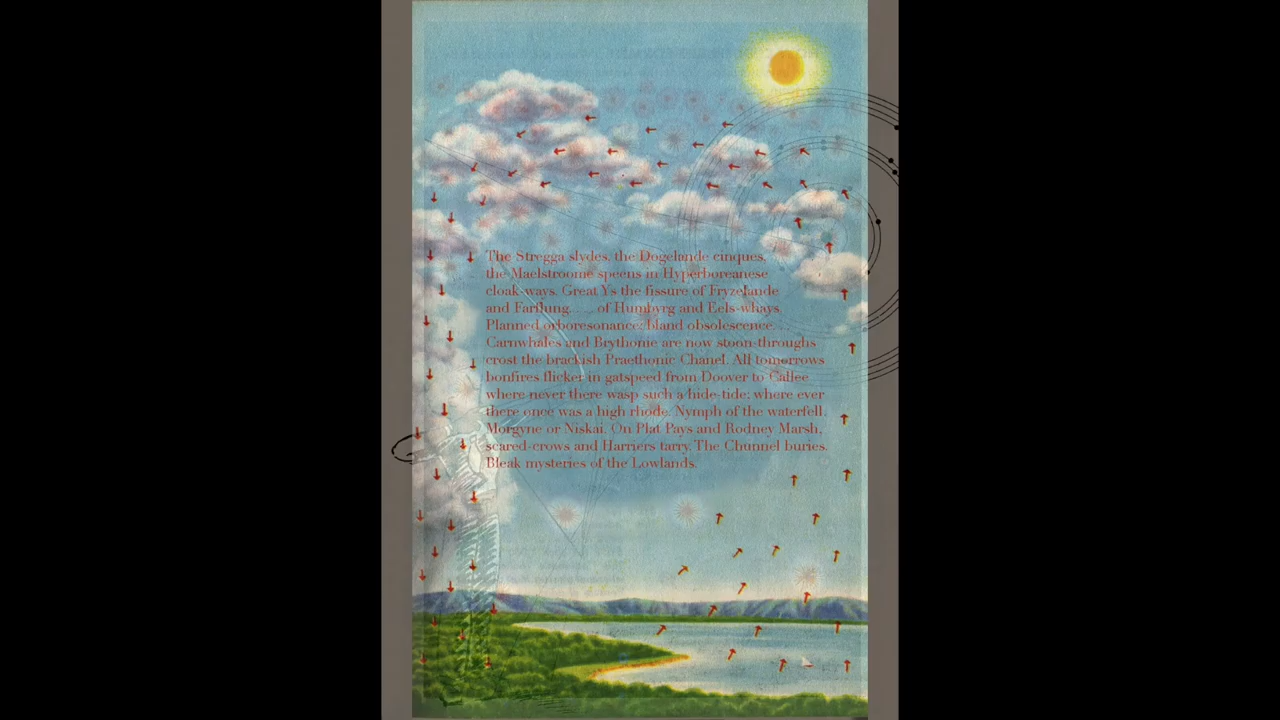 The Stregga slydes, the Dogelande cinques,
the Maelstroome speens in Hyperboreanese
cloak-ways. Great Ys the fissure of Fryzelande
and Farflung. . . . of Humbyrg and Eels-whays.
Planned orboresonance; bland obsolescence. . .
Carnwhales and Brythonie are now stoon-throughs
crost the brackish Praethonic Chanel. All tomorrows
bonfires flicker in gatspeed from Doover to Callee
where never there wasp such a hide-tide; where ever
there once was a high rhode. Nymph of the waterfell,
Morgyne or Niskai. On Plat Pays and Rodney Marsh,
scared-crows and Harriers tarry. The Chunnel buries.
Bleak mysteries of the Lowlands.